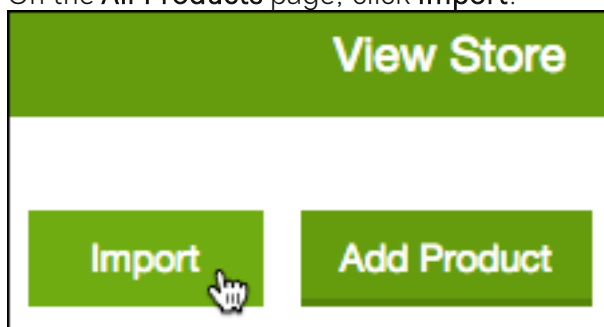 On the All Products page, click Import.
View Store
Import Add Product